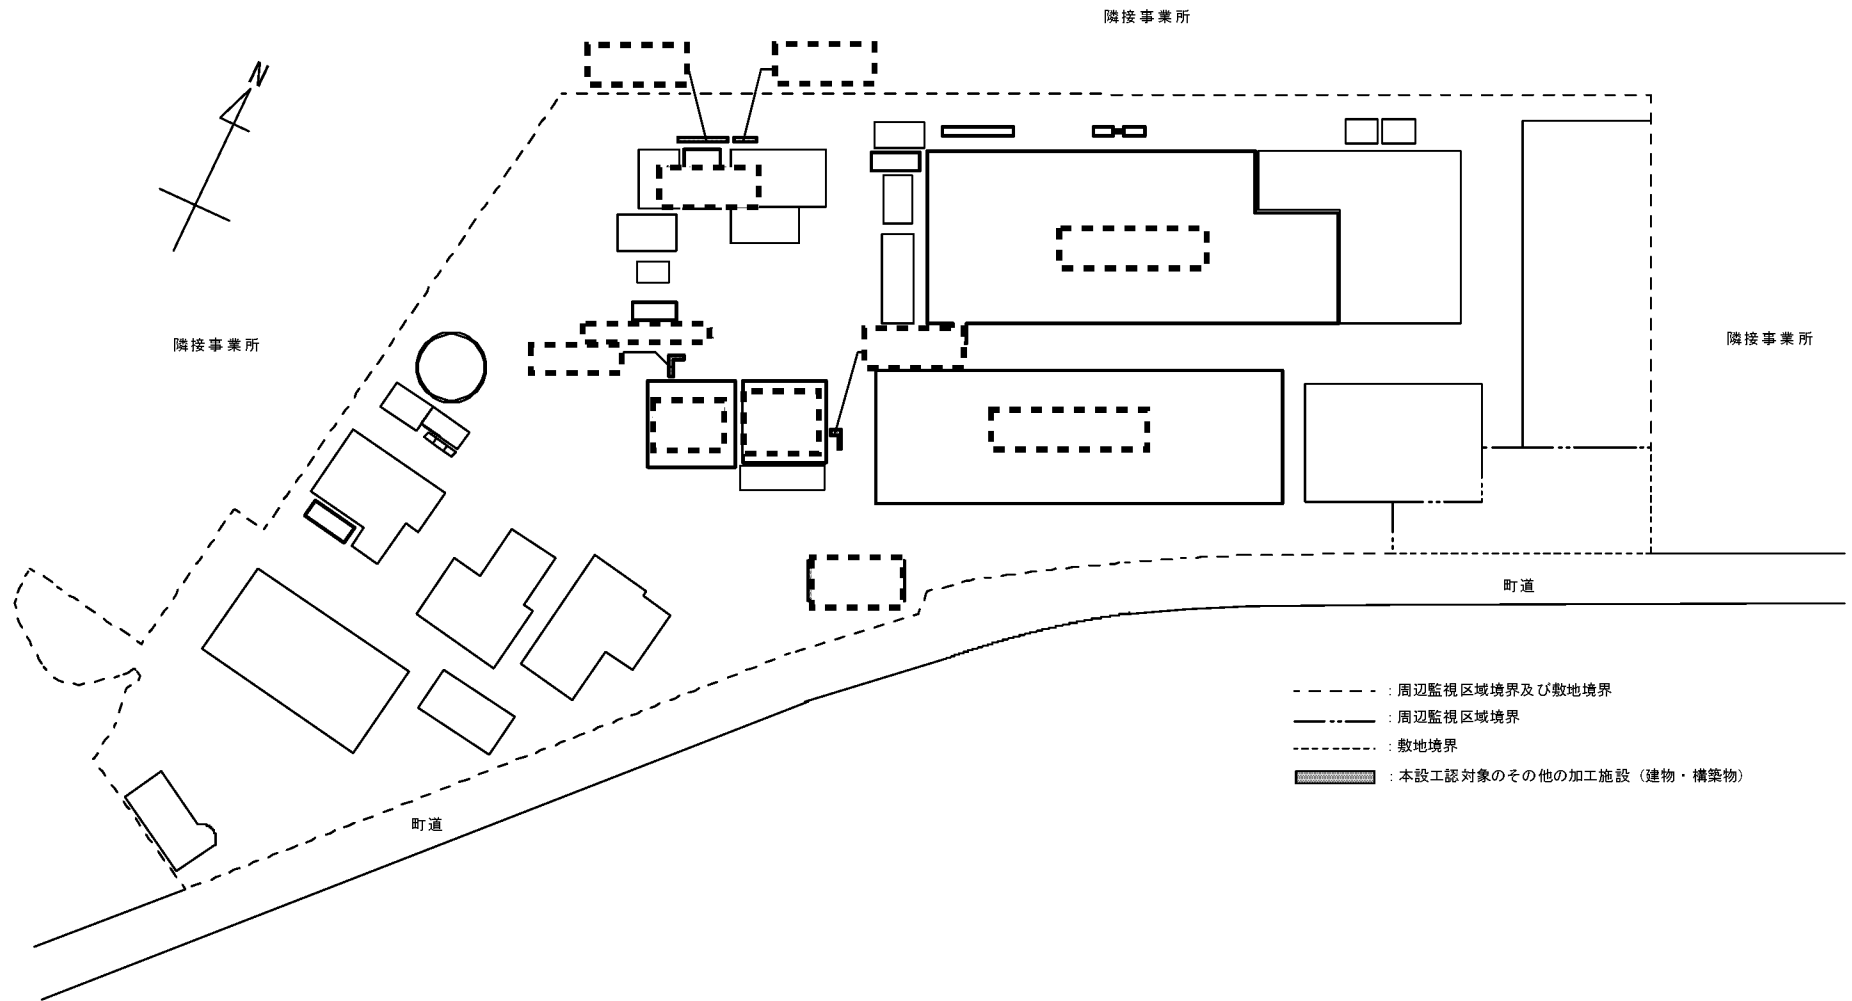 隣接事業所
N
隣接事業所
隣接事業所
町道
：周辺監視区域境界及び敷地境界
：周辺監視区域境界
：敷地境界
：本設工認対象のその他の加工施設（建物・構築物）
町道